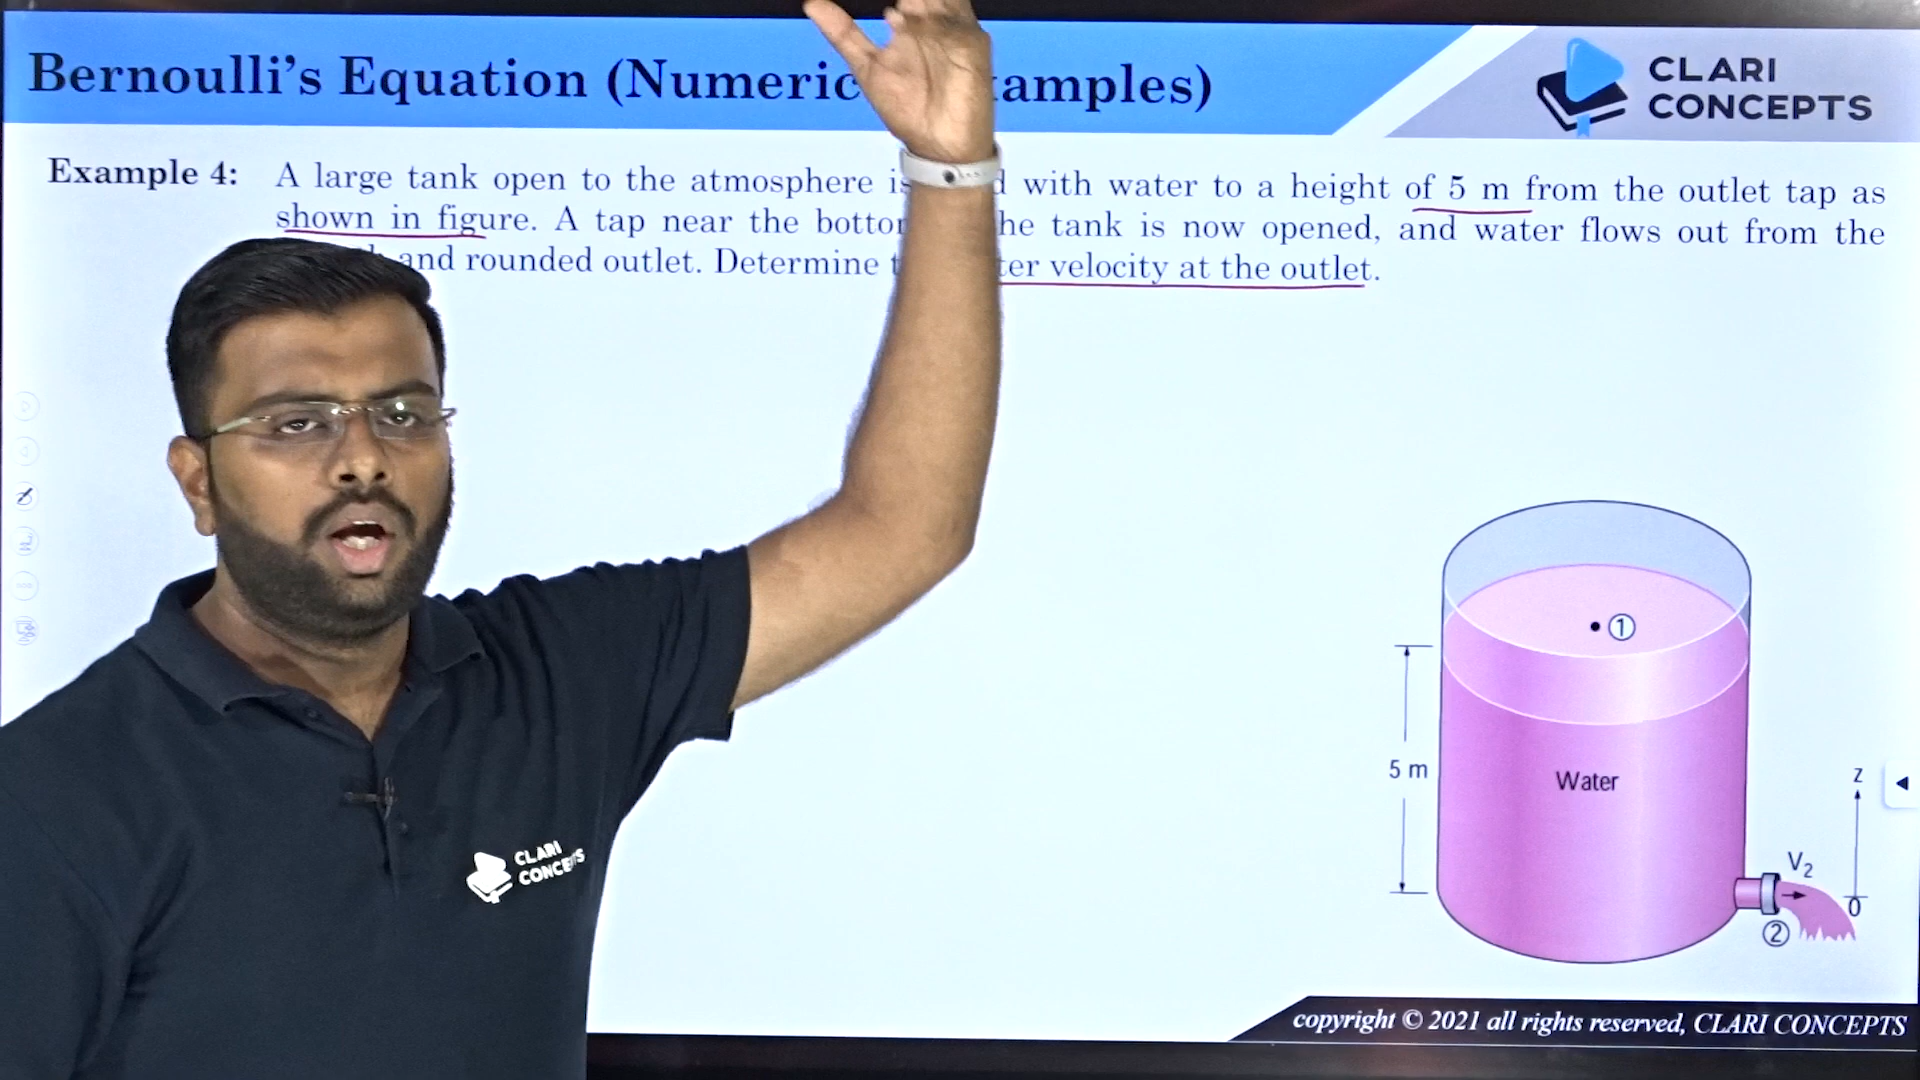 Bernoulli's Equation (Numeric amples)
CLARI
CONCEPTS
Example 4: A large tank open to the atmosphere is with water to a height of 5 m from the outlet tap as
shown in figure. A tap near the bottom he tank is now opened, and water flows out from the
and rounded outlet. Determine ter velocity at the outlet.
①
5 m
Water
Z
V₂
0
②
CLARI
CONCEPTS
copyright © 2021 all rights reserved, CLARI CONCEPTS